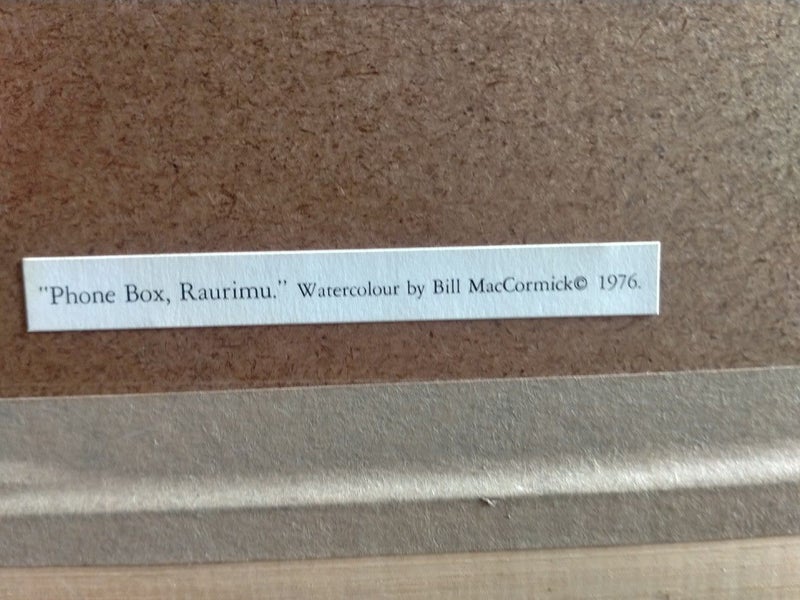 "Phone Box, Raurimu." Watercolour by Bill MacCormick© 1976.